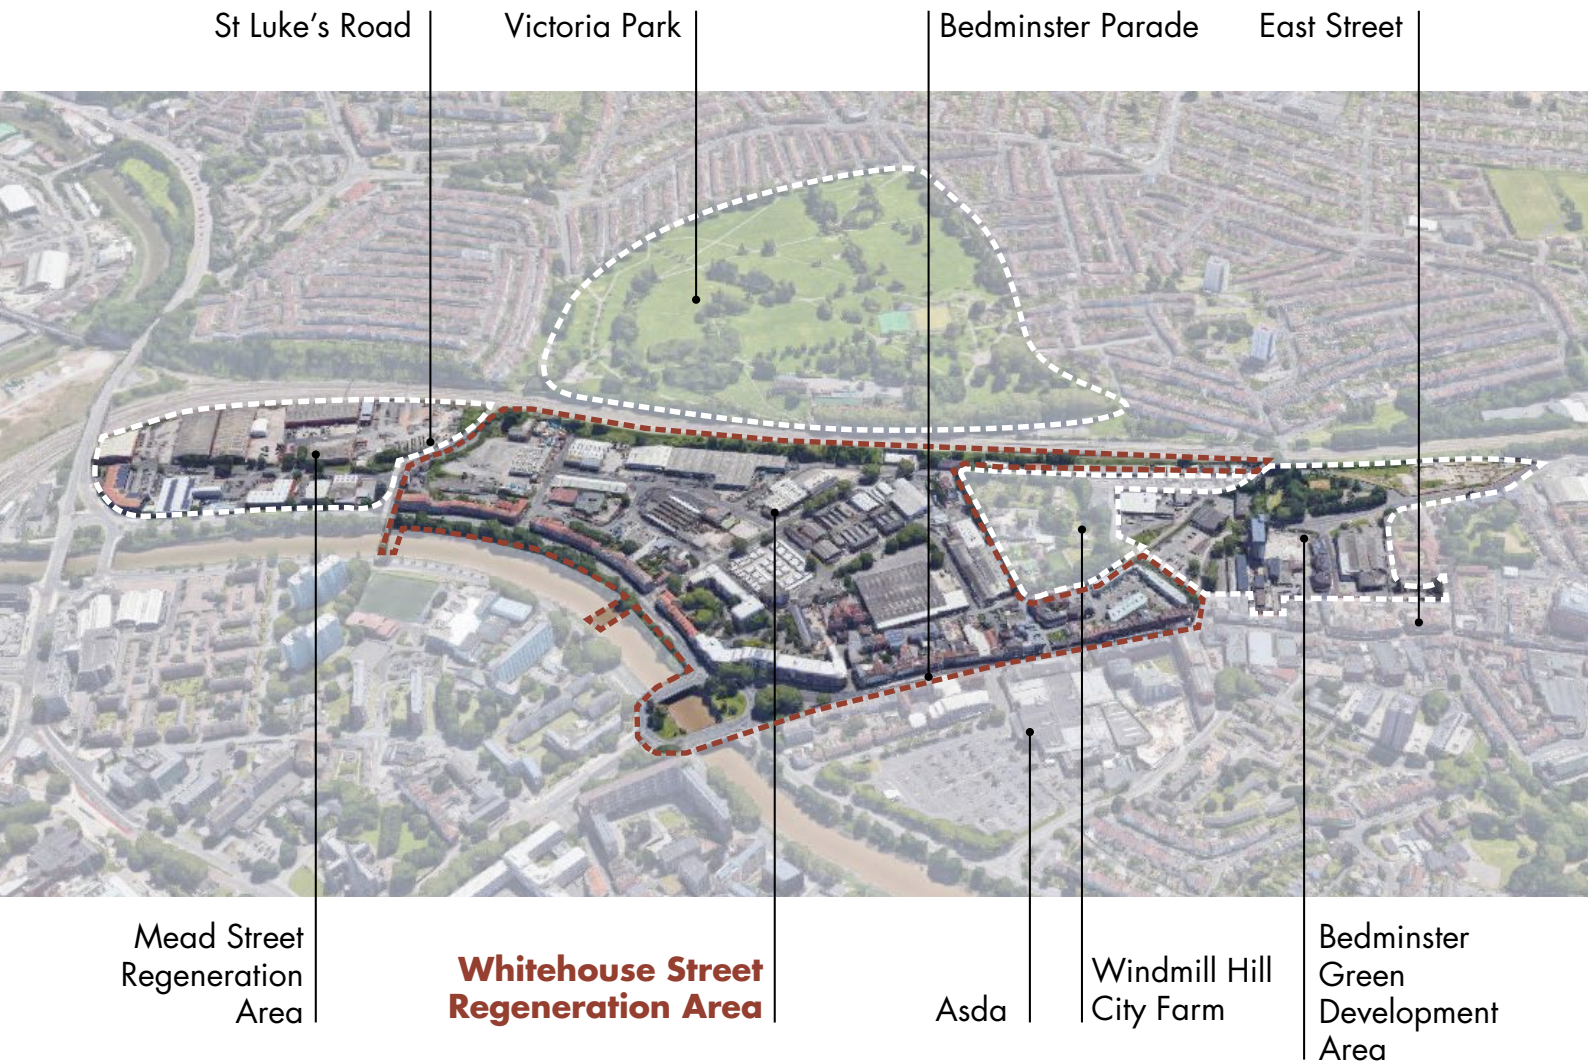 St Luke's Road
Victoria Park
Bedminster Parade
East Street
Mead Street
Regeneration
Area
Whitehouse Street
Regeneration Area
Asda
Windmill Hill
City Farm
Bedminster
Green
Development
Area